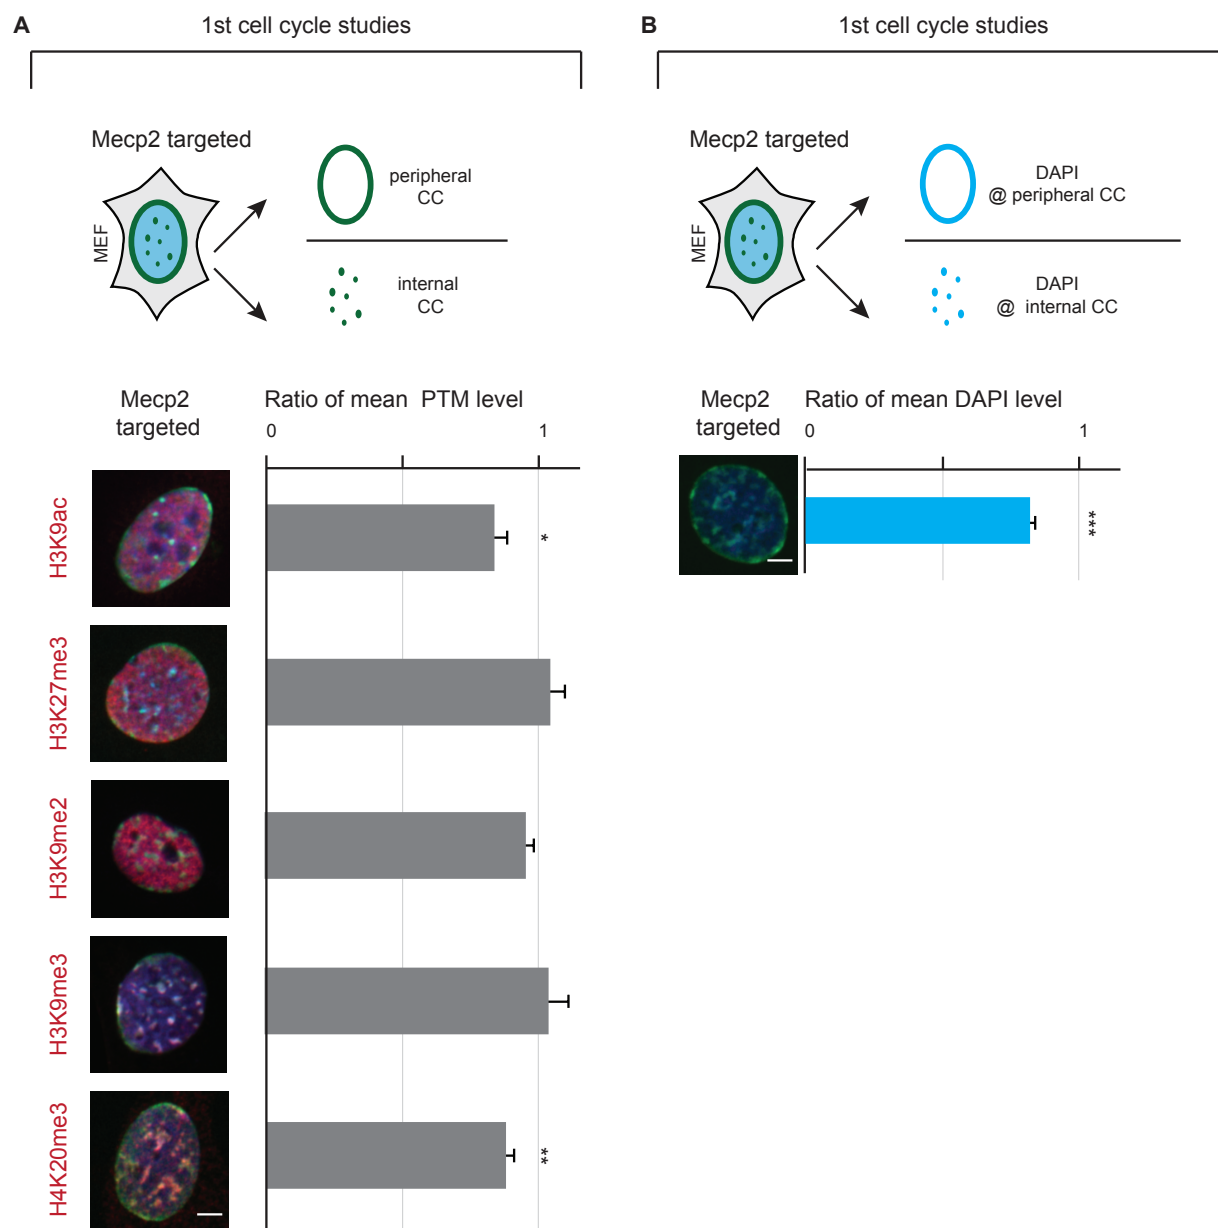 A
1st cell cycle studies
Mecp2 targeted
MEF
peripheral
CC
internal
CC
Mecp2
targeted
Ratio of mean PTM level
0
1
H3K9ac
*
H3K27me3
H3K9me2
H3K9me3
H4K20me3
**
B
1st cell cycle studies
Mecp2 targeted
MEF
DAPI
@ peripheral CC
DAPI
@ internal CC
Mecp2
targeted
Ratio of mean DAPI level
0
1
***